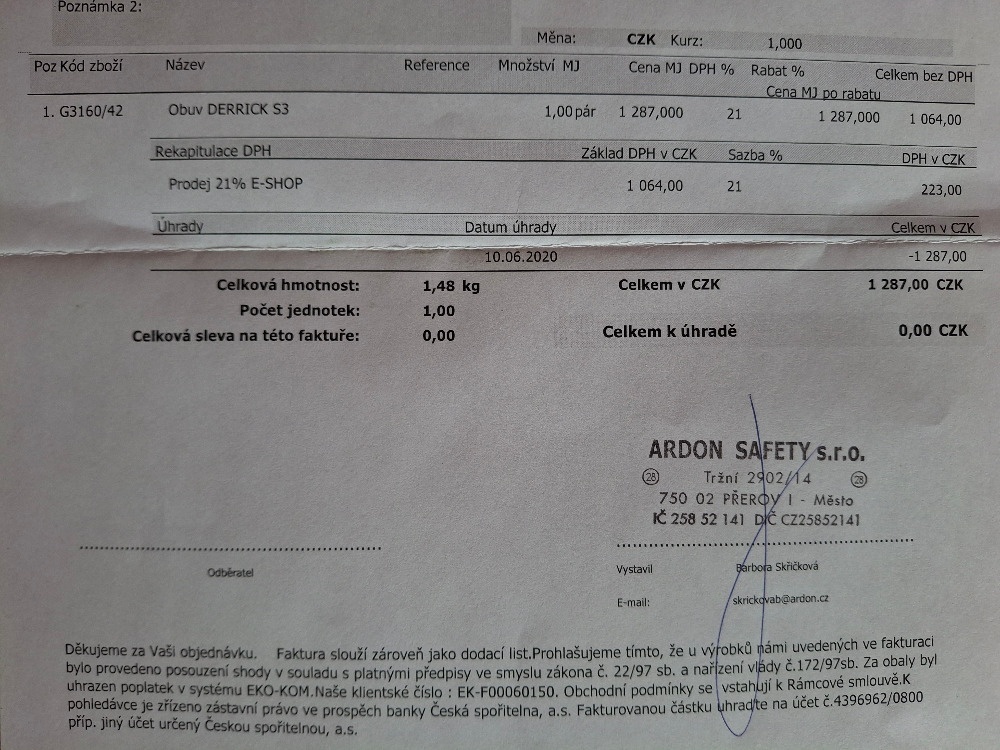 Poznámka 2:
Měna: CZK Kurz: 1,000
Poz Kód zboží Název Reference Množství MJ Cena MJ DPH % Rabat % Celkem bez DPH
Cena MJ po rabatu
1. G3160/42 Obuv DERRICK S3 1,00 pár 1 287,000 21 1 287,000 1 064,00
Rekapitulace DPH Základ DPH v CZK Sazba % DPH v CZK
Prodej 21% E-SHOP 1 064,00 21 223,00
Úhrady Datum úhrady Celkem v CZK
10.06.2020 -1 287,00
Celková hmotnost: 1,48 kg Celkem v CZK 1 287,00 CZK
Počet jednotek: 1,00
Celková sleva na této faktuře: 0,00 Celkem k úhradě 0,00 CZK
ARDON SAFETY s.r.o.
28 Tržní 2902/14 28
750 02 PŘEROV I - Město
IČ 258 52 141 DIČ CZ25852141
Odběratel
Vystavil Barbora Skřičková
E-mail: skrickovab@ardon.cz
Děkujeme za Vaši objednávku. Faktura slouží zároveň jako dodací list.Prohlašujeme tímto, že u výrobků námi uvedených ve fakturaci
bylo provedeno posouzení shody v souladu s platnými předpisy ve smyslu zákona č. 22/97 sb. a nařízení vlády č.172/97sb. Za obaly byl
uhrazen poplatek v systému EKO-KOM.Naše klientské číslo : EK-F00060150. Obchodní podmínky se vztahují k Rámcové smlouvě.K
pohledávce je zřízeno zástavní právo ve prospěch banky Česká spořitelna, a.s. Fakturovanou částku uhraďte na účet č.4396962/0800
příp. jiný účet určený Českou spořitelnou, a.s.